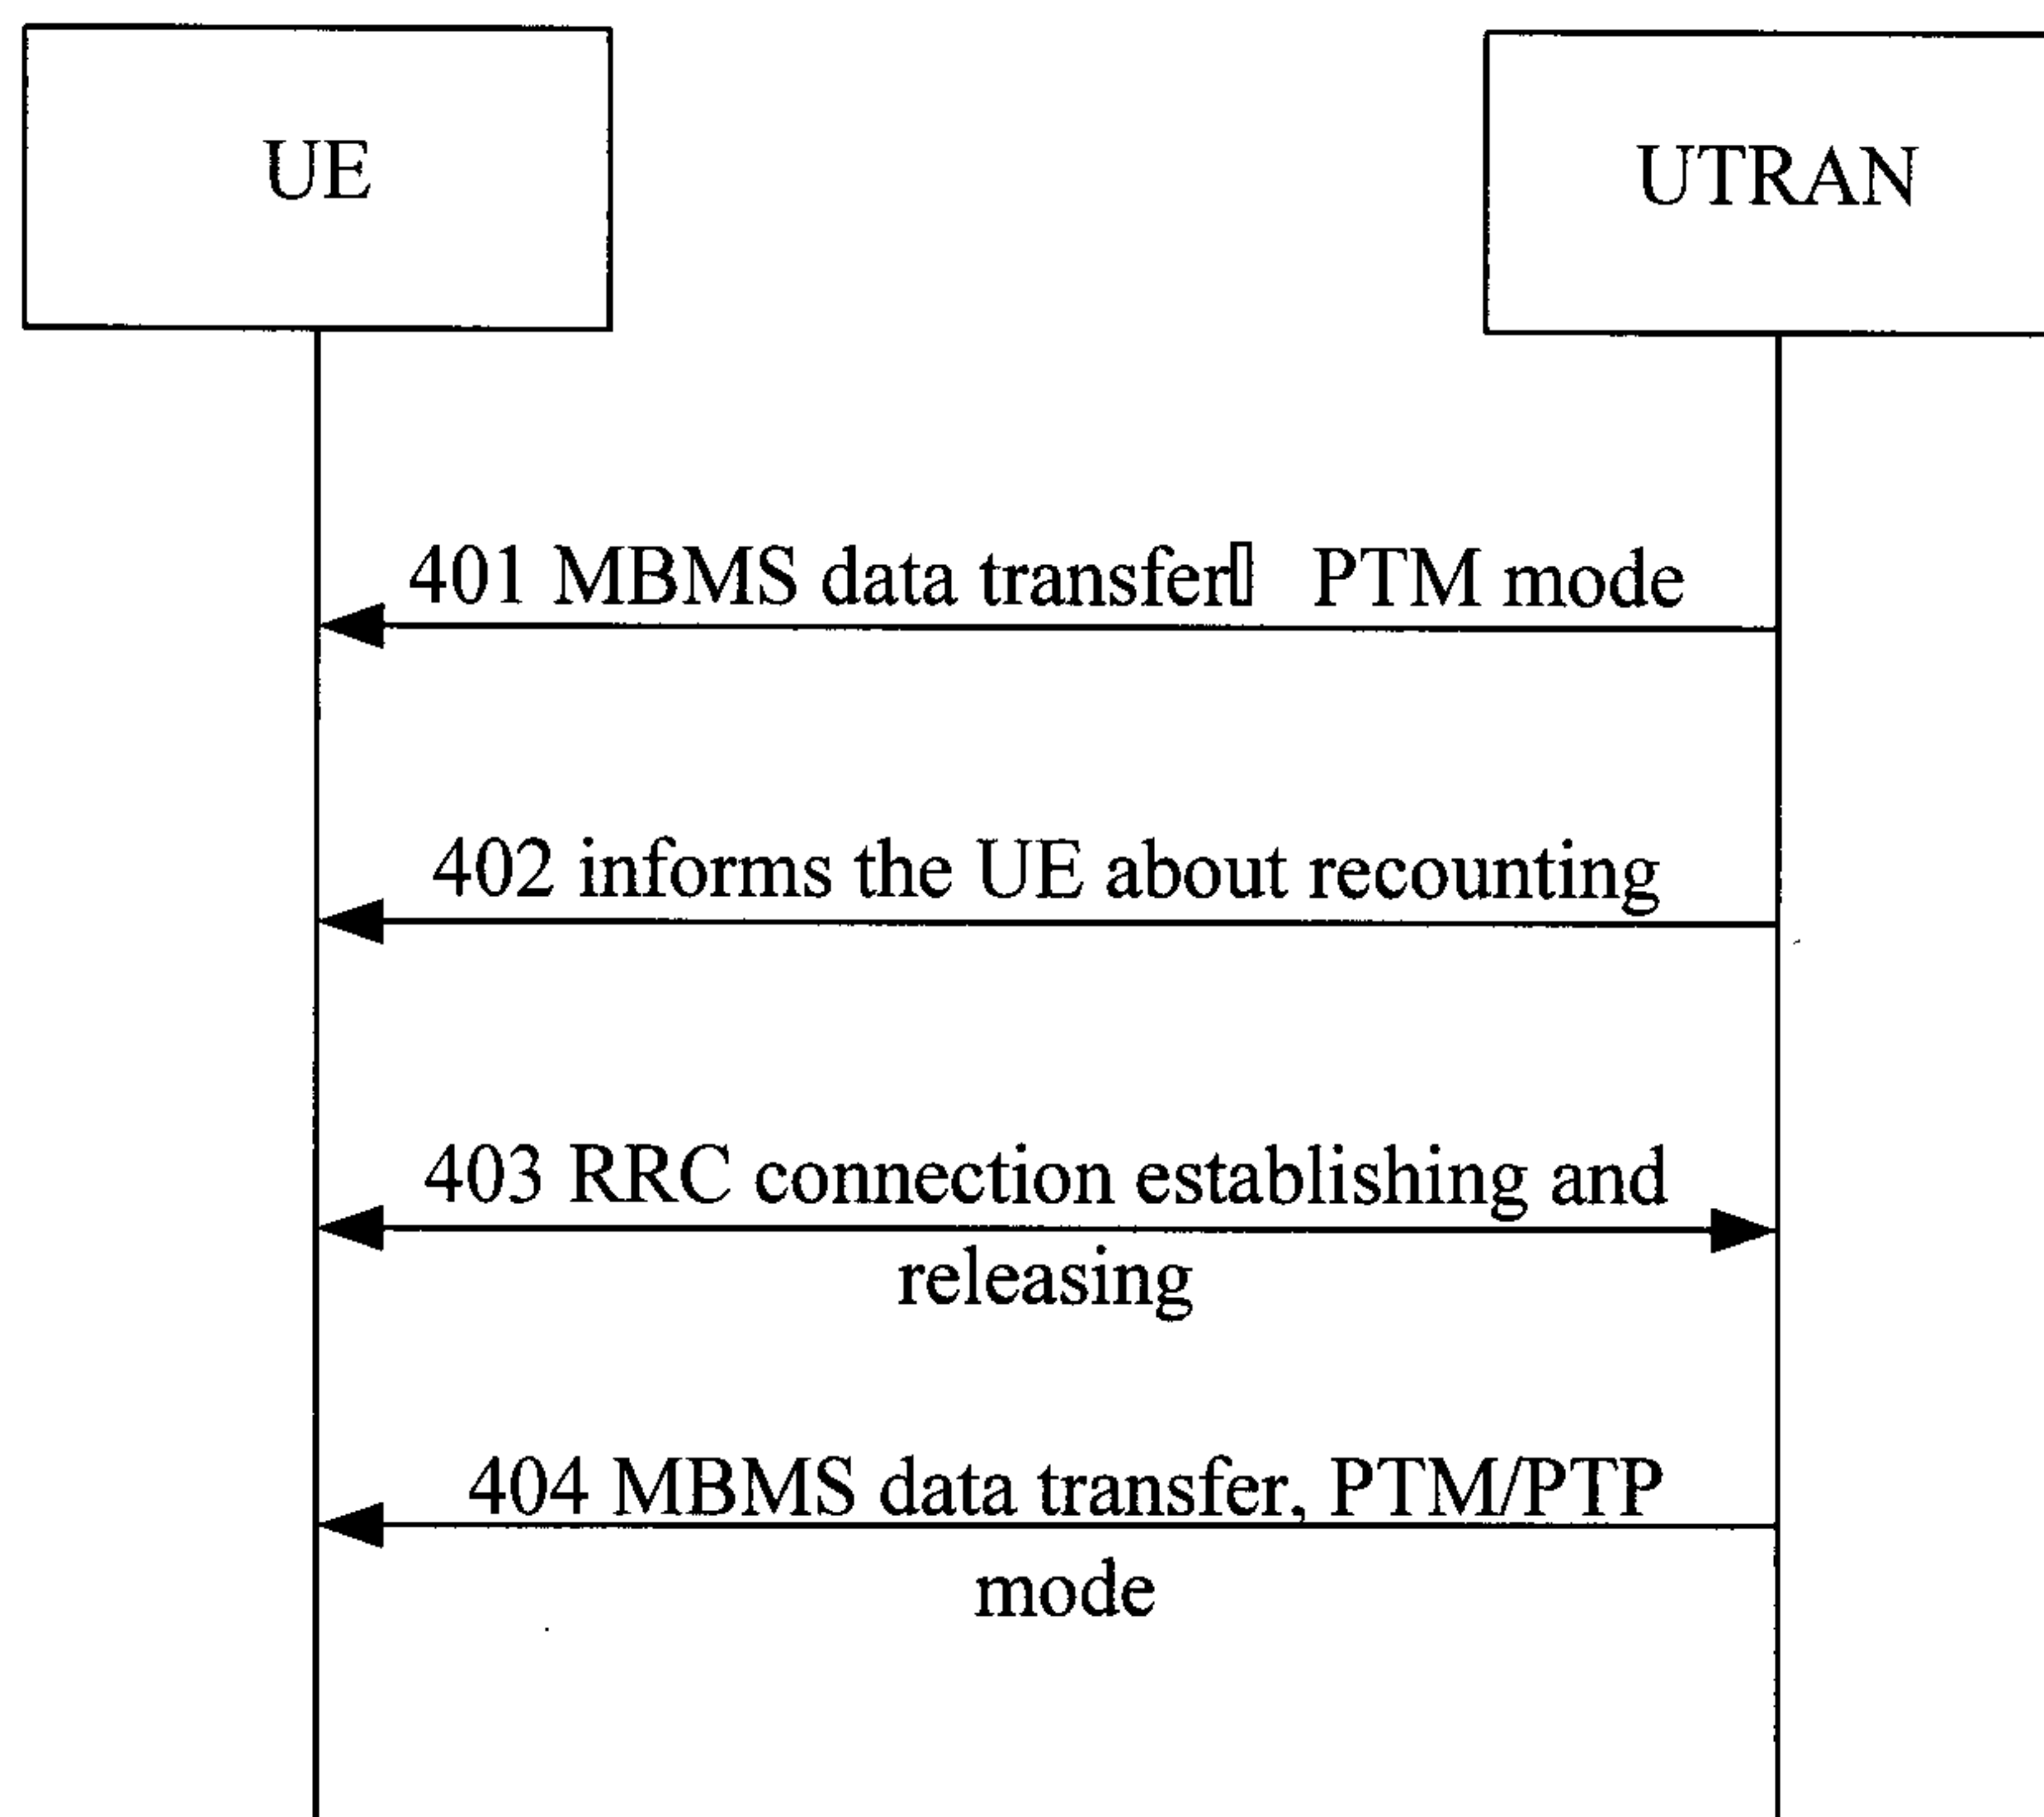 UE
UTRAN
401 MBMS data transfer▯ PTM mode
402 informs the UE about recounting
403 RRC connection establishing and
releasing
404 MBMS data transfer, PTM/PTP
mode